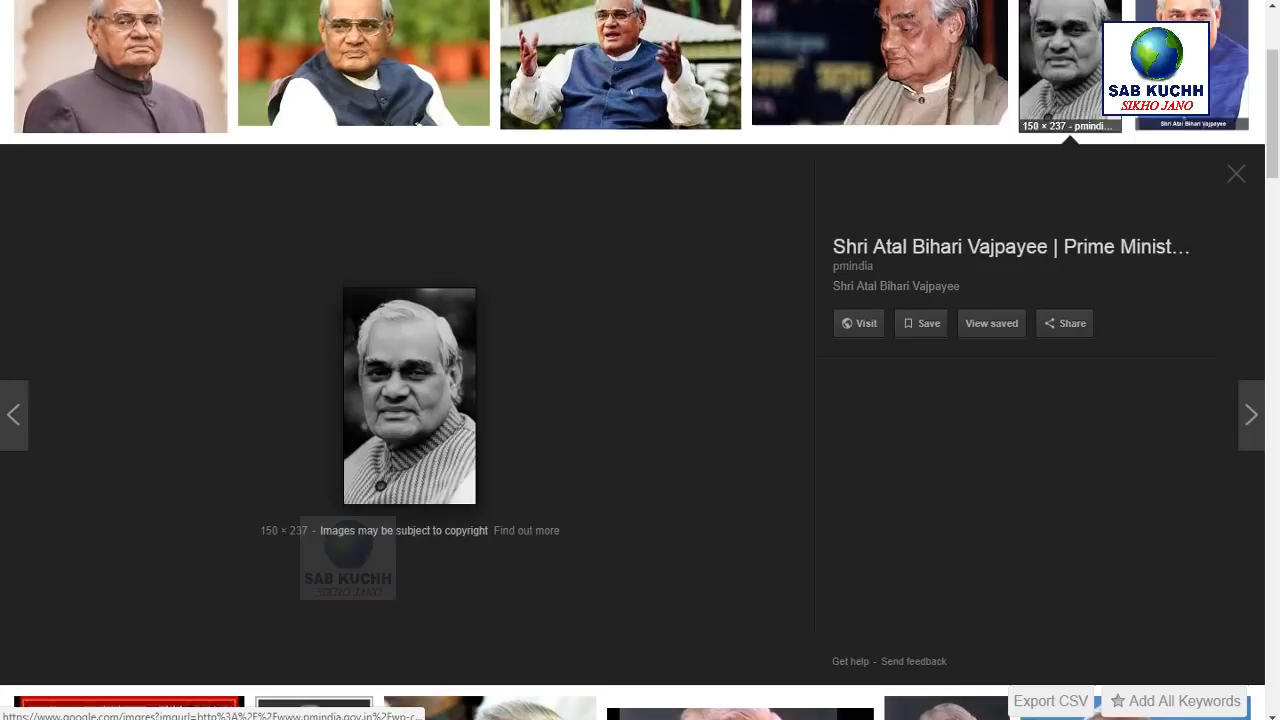 SAB KUCHH
SIKHO JANO
150 × 237 - pmindi...
Shri Atal Bihari Vajpayee
Shri Atal Bihari Vajpayee | Prime Minist...
pmindia
Shri Atal Bihari Vajpayee
Visit
Save
View saved
Share
150 × 237 - Images may be subject to copyright Find out more
SAB KUCHH
SIKHO JANO
Get help - Send feedback
Export CSV
Add All Keywords
https://www.google.com/imgres?imgurl=http%3A%2F%2Fwww.pmindia.gov.in%2Fwp-c...